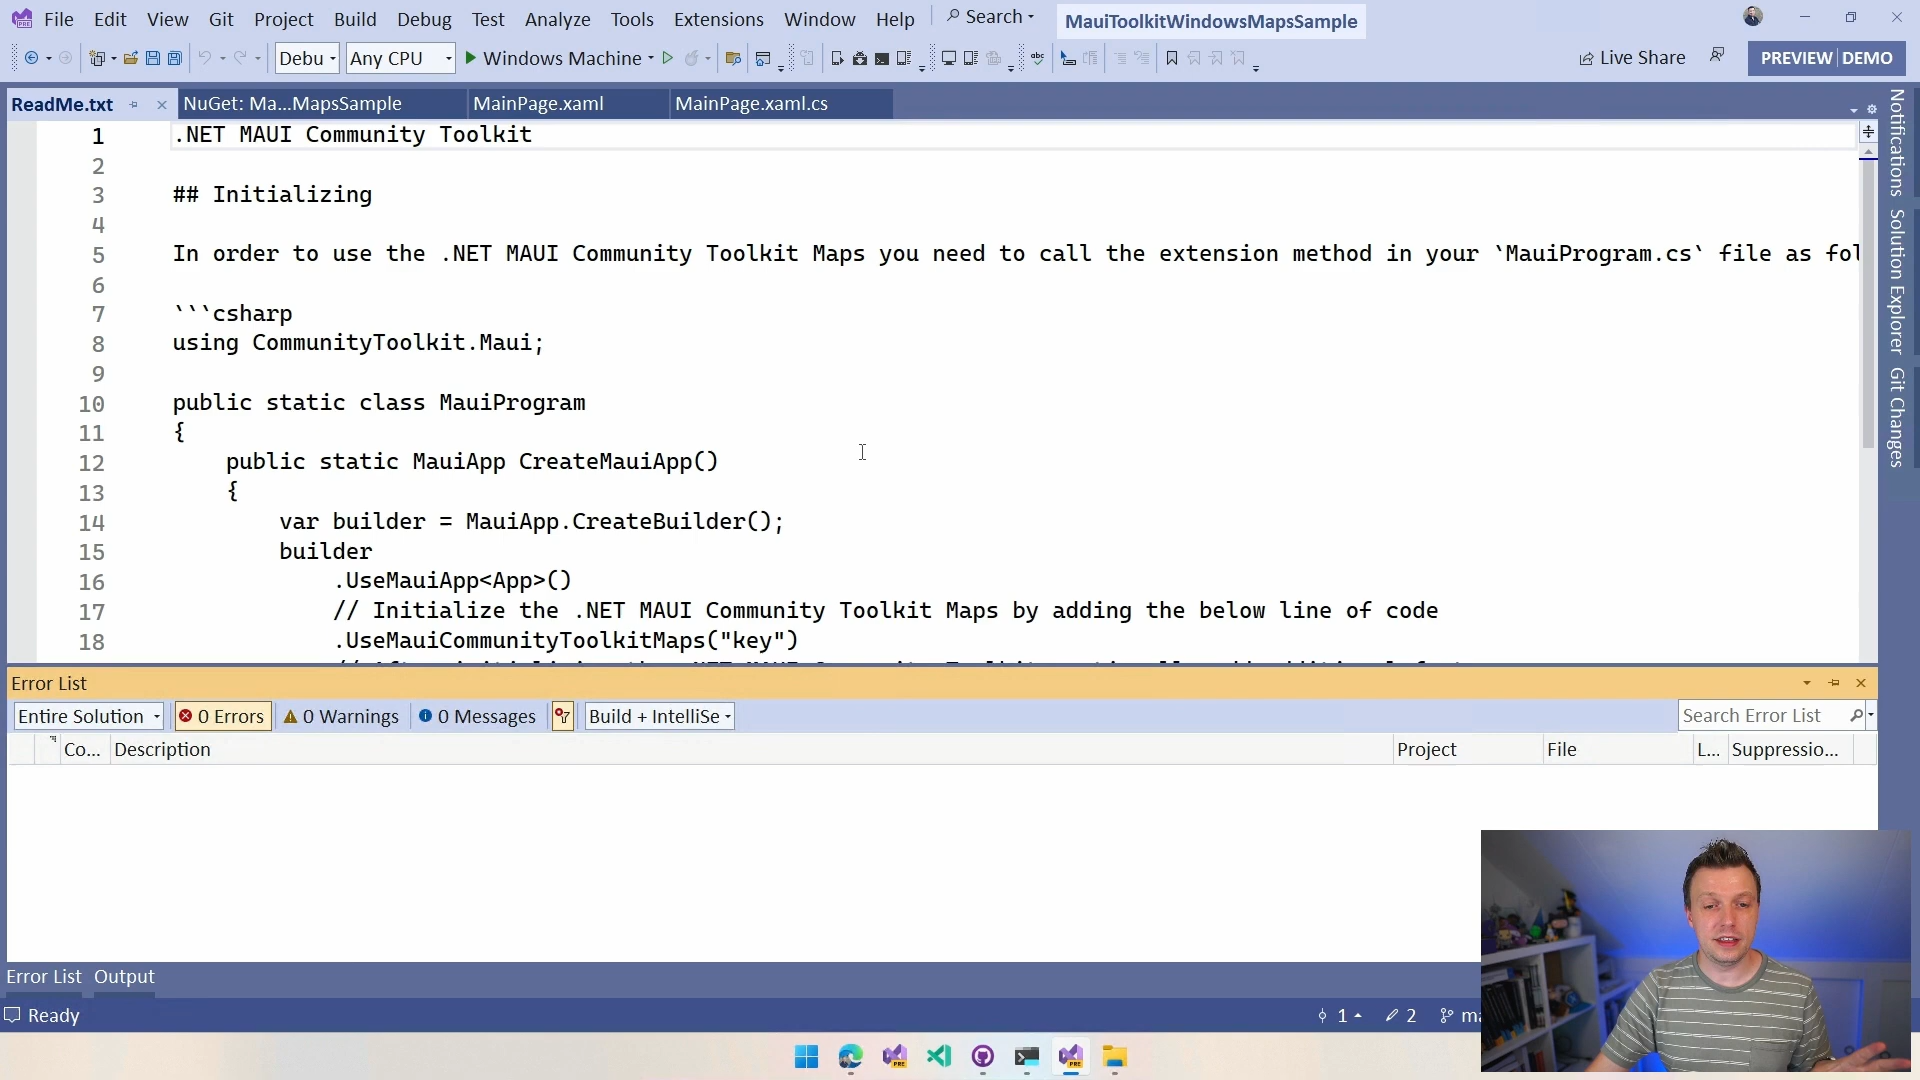 File Edit View Git Project Build Debug Test Analyze Tools Extensions Window Help Search MauiToolkitWindowsMapsSample
Debu Any CPU Windows Machine abc Live Share PREVIEW DEMO
ReadMe.txt NuGet: Ma...MapsSample MainPage.xaml MainPage.xaml.cs
1 .NET MAUI Community Toolkit
2
3 ## Initializing
4
5 In order to use the .NET MAUI Community Toolkit Maps you need to call the extension method in your `MauiProgram.cs` file as fol
6
7 ```csharp
8 using CommunityToolkit.Maui;
9
10 public static class MauiProgram
11 {
12 public static MauiApp CreateMauiApp()
13 {
14 var builder = MauiApp.CreateBuilder();
15 builder
16 .UseMauiApp<App>()
17 // Initialize the .NET MAUI Community Toolkit Maps by adding the below line of code
18 .UseMauiCommunityToolkitMaps("key")
Notifications
Solution Explorer
Git Changes
Error List
Entire Solution 0 Errors 0 Warnings 0 Messages Build + IntelliSe Search Error List
Co... Description Project File L... Suppressio...
Error List Output
Ready 1 2 ma